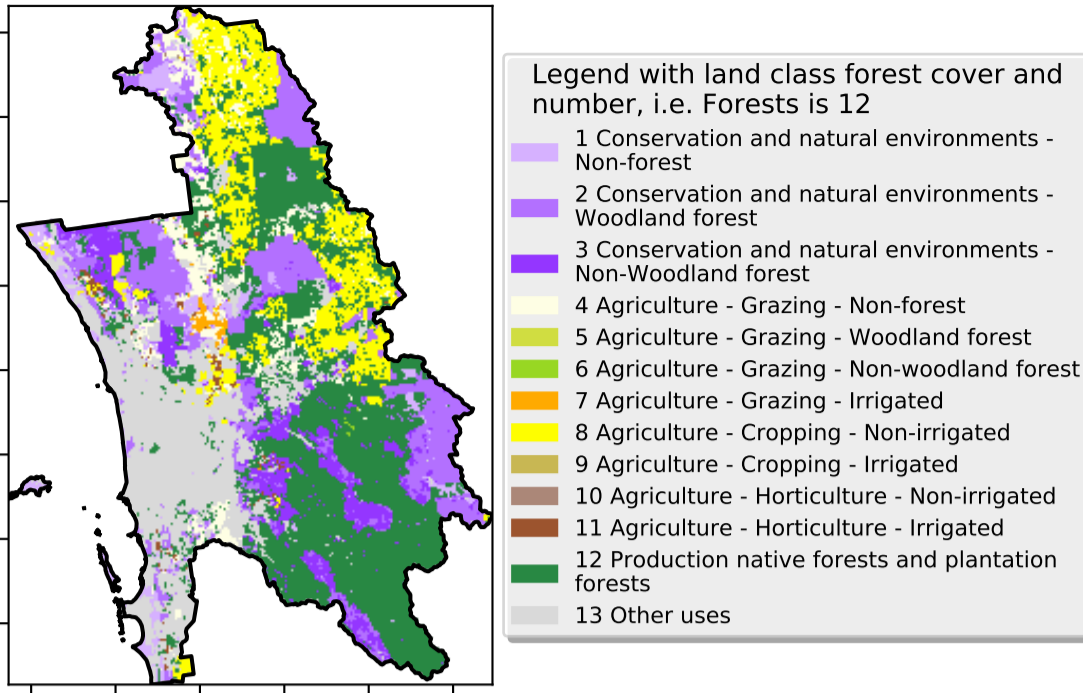 Legend with land class forest cover and
number, i.e. Forests is 12
1 Conservation and natural environments -
Non-forest
2 Conservation and natural environments -
Woodland forest
3 Conservation and natural environments -
Non-Woodland forest
4 Agriculture - Grazing - Non-forest
5 Agriculture - Grazing - Woodland forest
6 Agriculture - Grazing - Non-woodland forest
7 Agriculture - Grazing - Irrigated
8 Agriculture - Cropping - Non-irrigated
9 Agriculture - Cropping - Irrigated
10 Agriculture - Horticulture - Non-irrigated
11 Agriculture - Horticulture - Irrigated
12 Production native forests and plantation
forests
13 Other uses